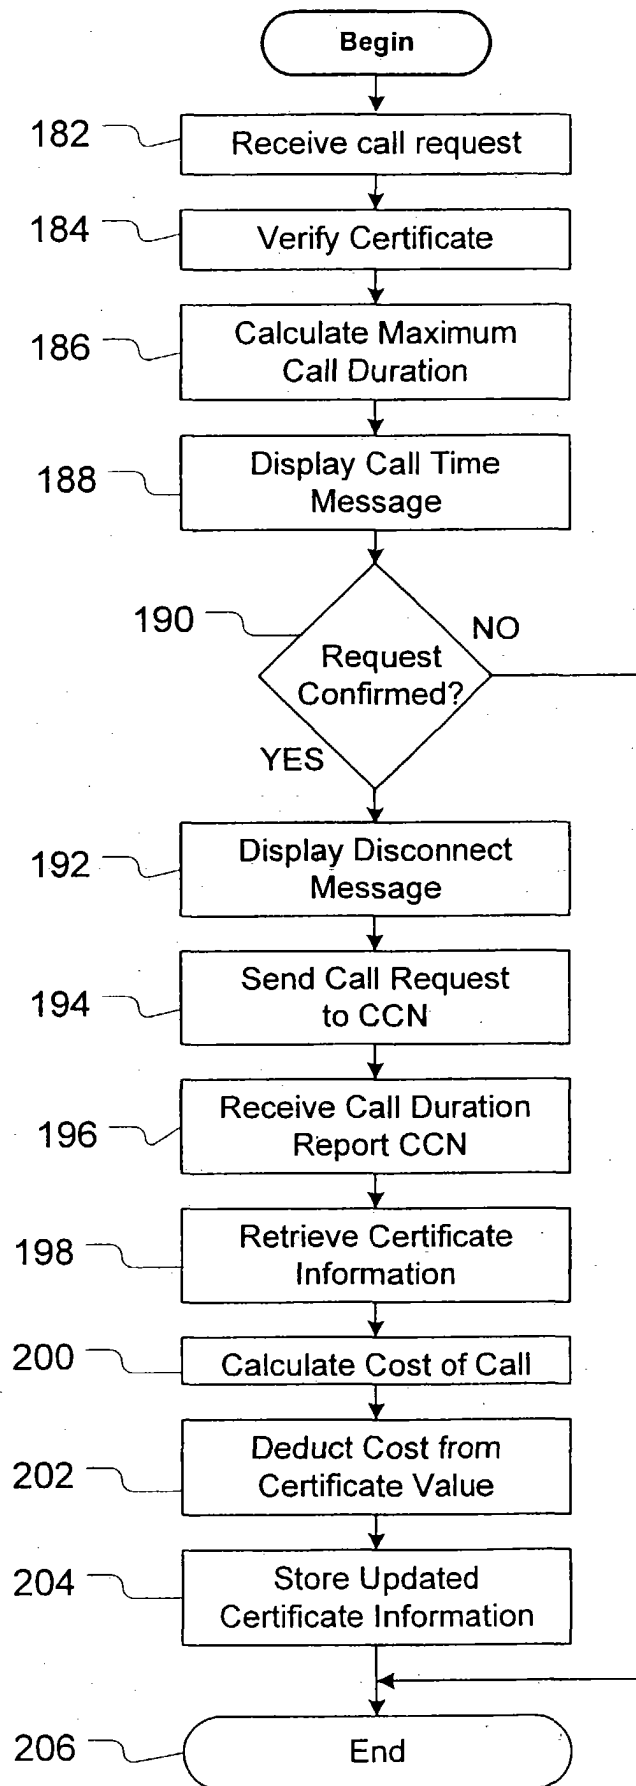 Begin
182
Receive call request
184
Verify Certificate
186
Calculate Maximum
Call Duration
188
Display Call Time
Message
190
NO
Request
Confirmed?
YES
192
Display Disconnect
Message
194
Send Call Request
to CCN
196
Receive Call Duration
Report CCN
198
Retrieve Certificate
Information
200
Calculate Cost of Call
202
Deduct Cost from
Certificate Value
204
Store Updated
Certificate Information
206
End